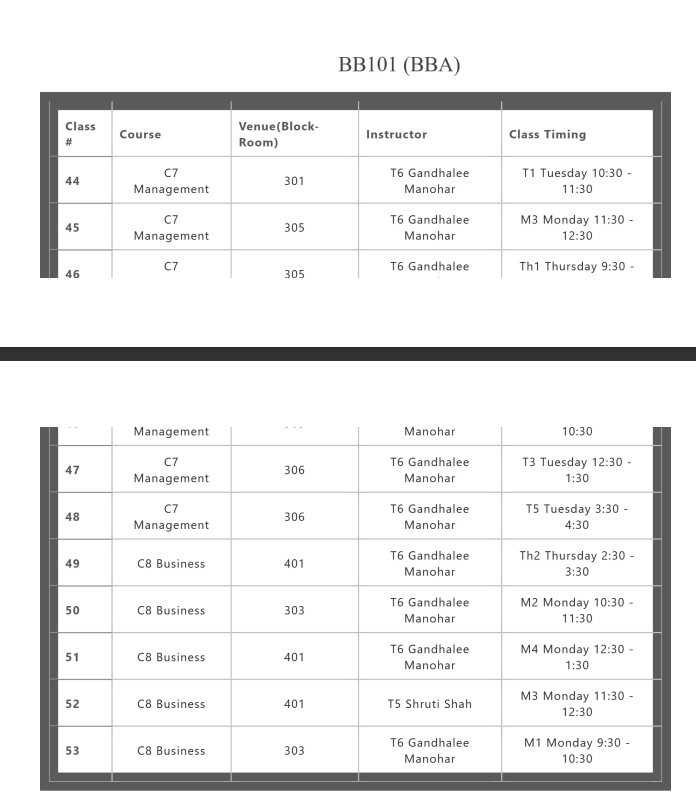 BB101 (BBA)
Class # Course Venue(Block-Room) Instructor Class Timing
44 C7 Management 301 T6 Gandhalee Manohar T1 Tuesday 10:30 - 11:30
45 C7 Management 305 T6 Gandhalee Manohar M3 Monday 11:30 - 12:30
46 C7 305 T6 Gandhalee Th1 Thursday 9:30 -
Management Manohar 10:30
47 C7 Management 306 T6 Gandhalee Manohar T3 Tuesday 12:30 - 1:30
48 C7 Management 306 T6 Gandhalee Manohar T5 Tuesday 3:30 - 4:30
49 C8 Business 401 T6 Gandhalee Manohar Th2 Thursday 2:30 - 3:30
50 C8 Business 303 T6 Gandhalee Manohar M2 Monday 10:30 - 11:30
51 C8 Business 401 T6 Gandhalee Manohar M4 Monday 12:30 - 1:30
52 C8 Business 401 T5 Shruti Shah M3 Monday 11:30 - 12:30
53 C8 Business 303 T6 Gandhalee Manohar M1 Monday 9:30 - 10:30